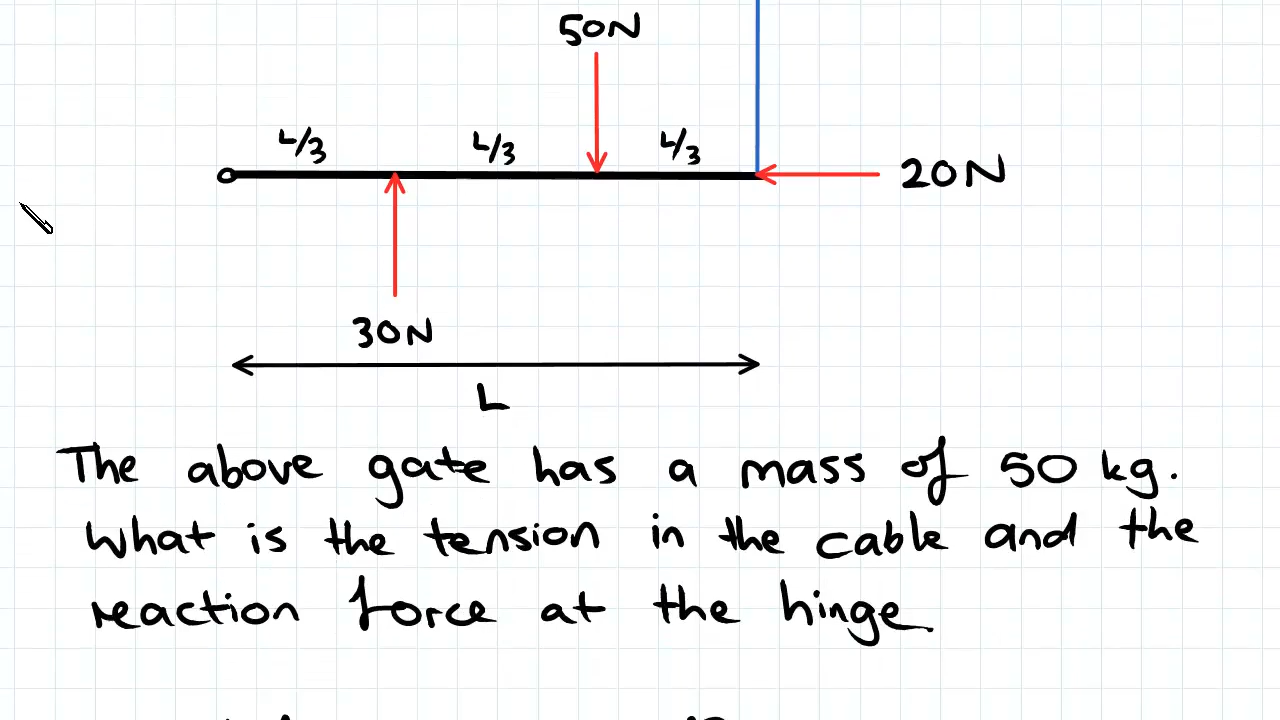 50N
L/3 L/3 L/3
20N
30N
L
The above gate has a mass of 50 kg.
What is the tension in the cable and the
reaction force at the hinge